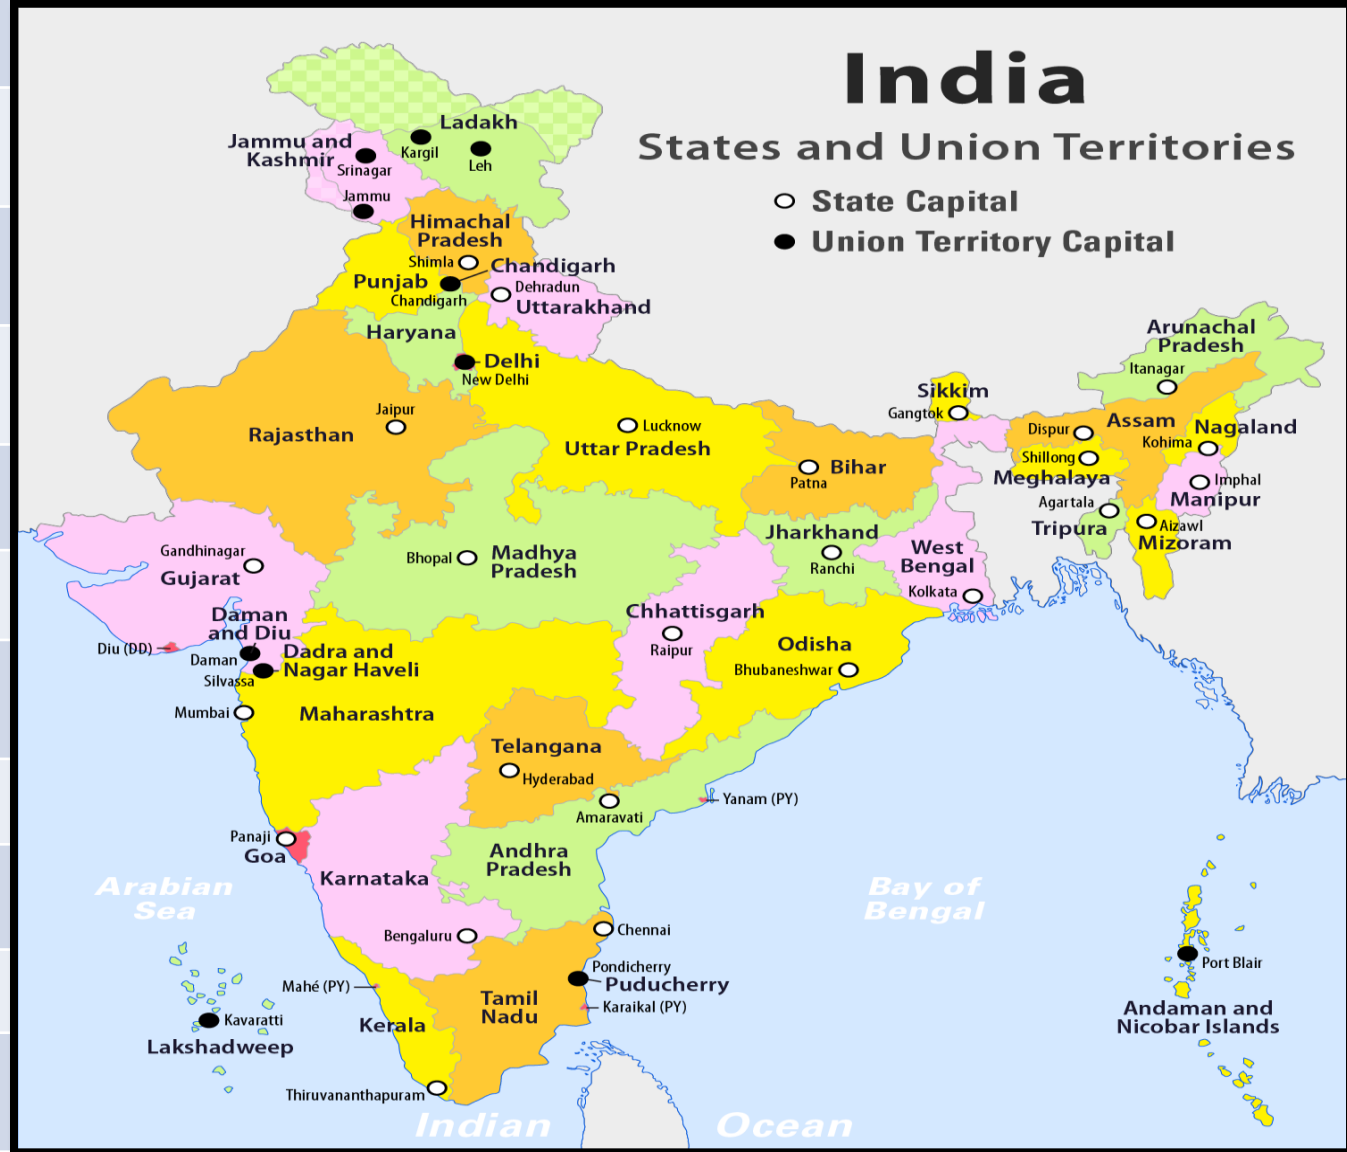 India
States and Union Territories
State Capital
Union Territory Capital
Ladakh
Kargil
Leh
Jammu and
Kashmir
Srinagar
Jammu
Himachal
Pradesh
Shimla
Chandigarh
Punjab
Chandigarh
Dehradun
Uttarakhand
Haryana
Delhi
New Delhi
Arunachal
Pradesh
Itanagar
Sikkim
Gangtok
Jaipur
Rajasthan
Lucknow
Uttar Pradesh
Dispur
Assam
Nagaland
Kohima
Shillong
Meghalaya
Bihar
Patna
Imphal
Manipur
Agartala
Tripura
Aizawl
Mizoram
Gandhinagar
Gujarat
Bhopal
Madhya
Pradesh
Jharkhand
Ranchi
West
Bengal
Kolkata
Daman
and Diu
Diu (DD)
Daman
Silvassa
Dadra and
Nagar Haveli
Chhattisgarh
Raipur
Odisha
Bhubaneshwar
Mumbai
Maharashtra
Telangana
Hyderabad
Amaravati
Yanam (PY)
Panaji
Goa
Karnataka
Andhra
Pradesh
Arabian
Sea
Bay of
Bengal
Bengaluru
Chennai
Pondicherry
Puducherry
Karaikal (PY)
Mahé (PY)
Kerala
Tamil
Nadu
Kavaratti
Lakshadweep
Port Blair
Andaman and
Nicobar Islands
Thiruvananthapuram
Indian Ocean